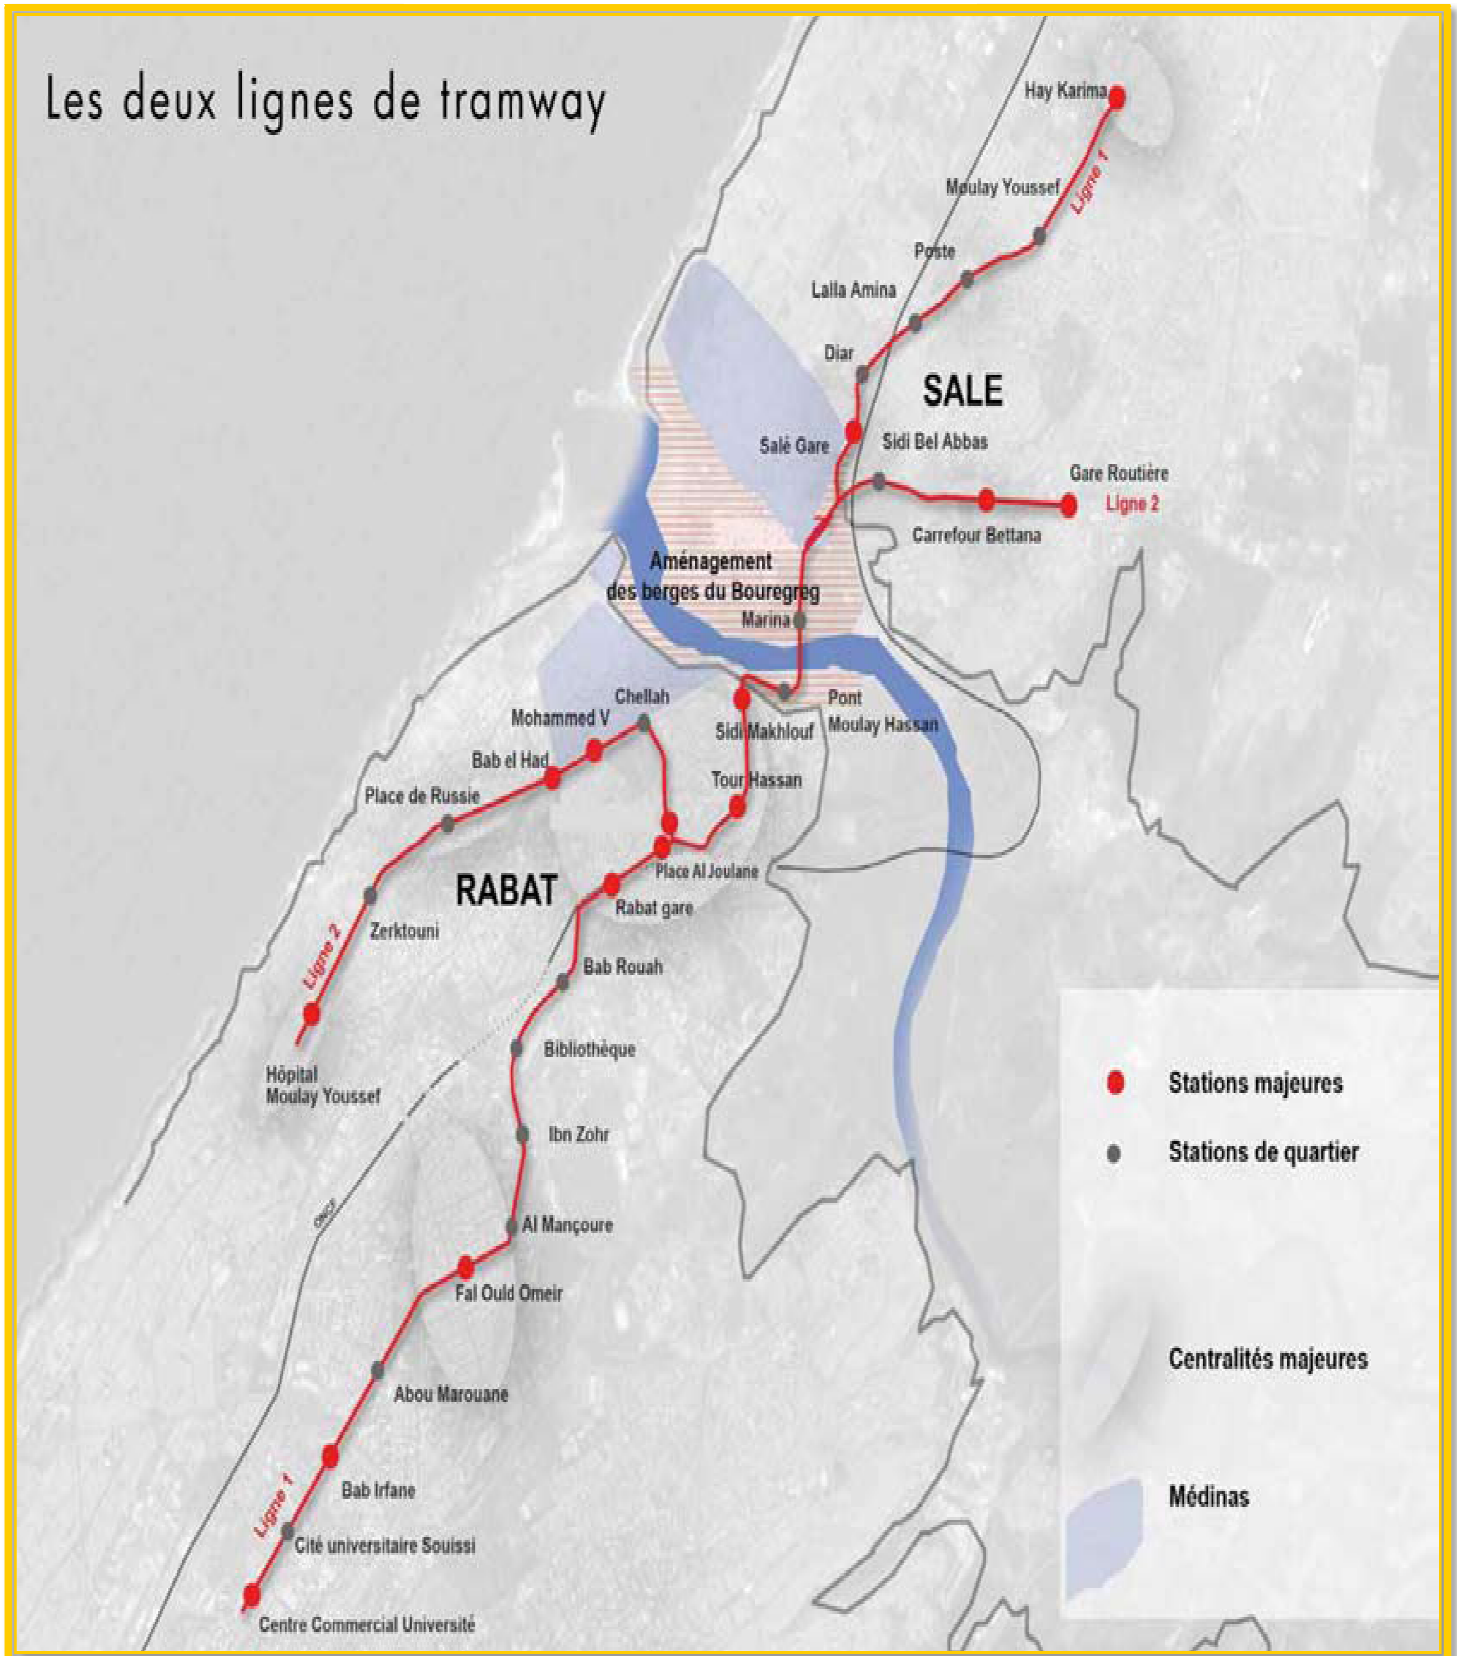 Les deux lignes de tramway
Hay Karima
Ligne 1
Moulay Youssef
Poste
Lalla Amina
Diar
SALE
Salé Gare
Sidi Bel Abbas
Gare Routière
Ligne 2
Carrefour Bettana
Aménagement
des berges du Bouregreg
Marina
Chellah
Pont
Moulay Hassan
Mohammed V
Sidi Makhlouf
Bab el Had
Tour Hassan
Place de Russie
Place Al Joulane
RABAT
Rabat gare
Zerktouni
Ligne 2
Bab Rouah
Bibliothèque
Hôpital
Moulay Youssef
Ibn Zohr
ONCF
Al Mançoure
Fal Ould Omeir
Abou Marouane
Bab Irfane
Ligne 1
Cité universitaire Souissi
Centre Commercial Université
Stations majeures
Stations de quartier
Centralités majeures
Médinas